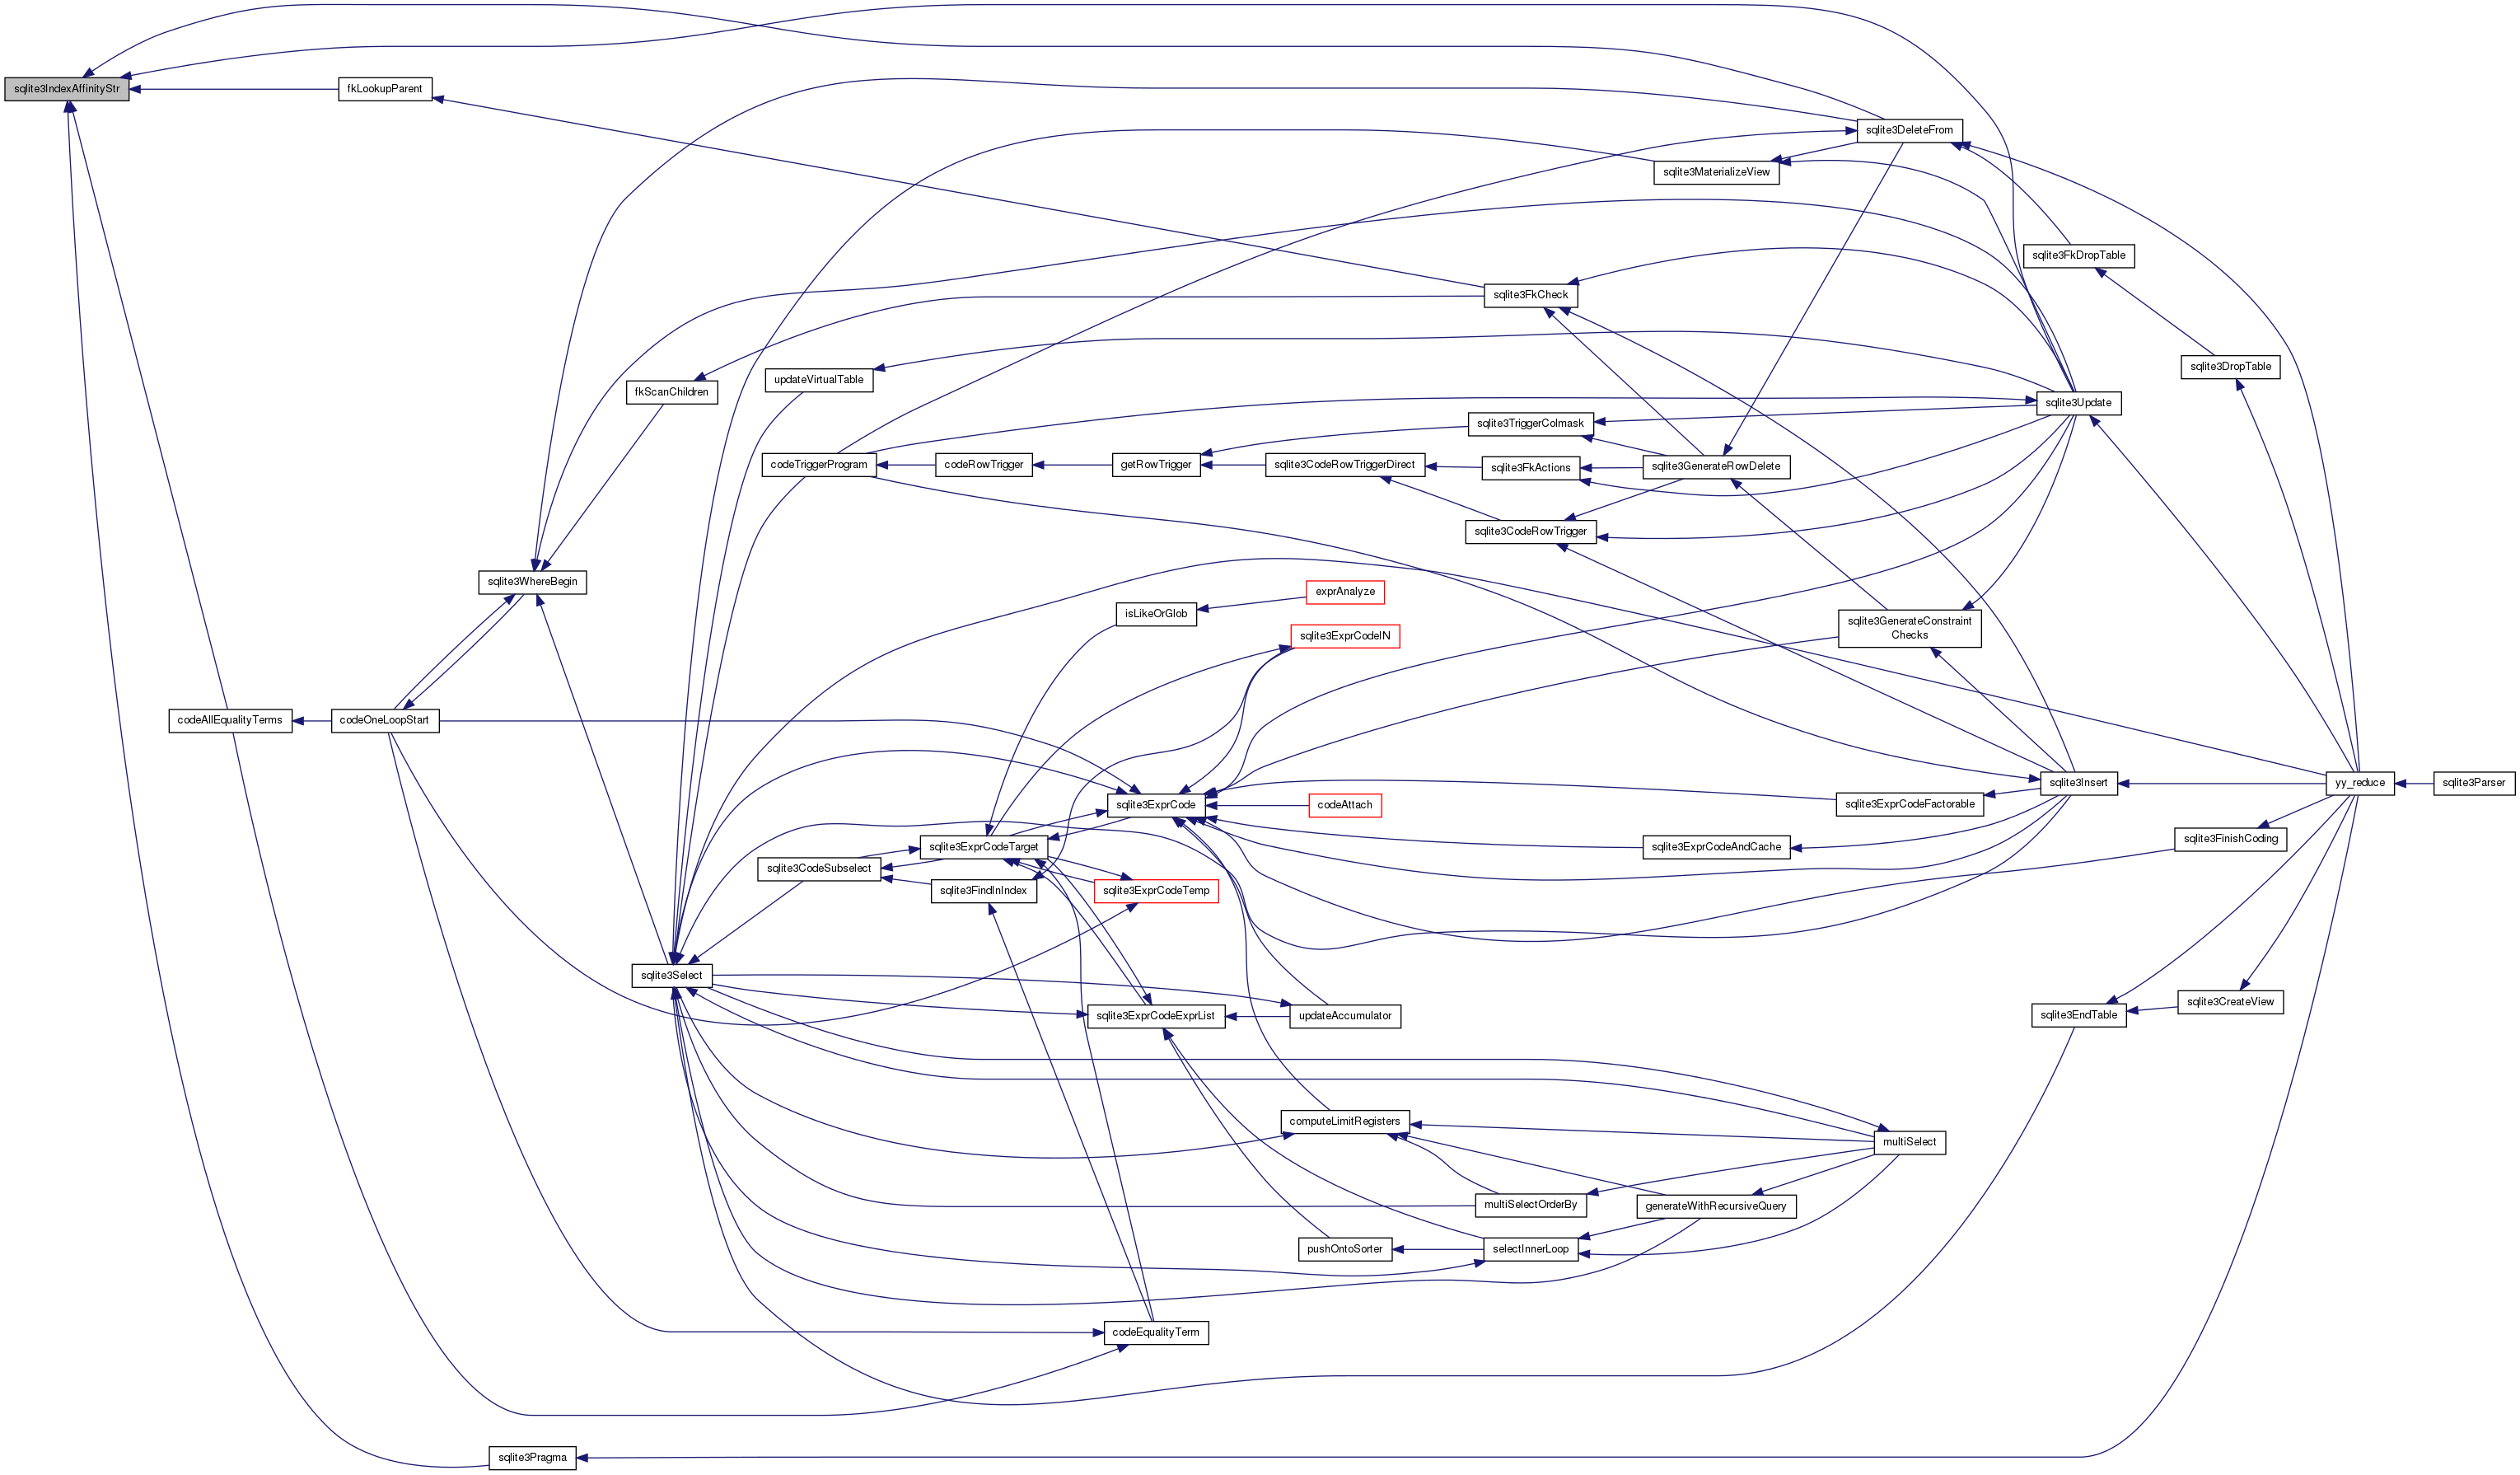 sqlite3IndexAffinityStr
fkLookupParent
sqlite3DeleteFrom
sqlite3MaterializeView
sqlite3FkDropTable
sqlite3FkCheck
sqlite3DropTable
updateVirtualTable
fkScanChildren
sqlite3Update
sqlite3TriggerColmask
codeTriggerProgram
codeRowTrigger
getRowTrigger
sqlite3CodeRowTriggerDirect
sqlite3FkActions
sqlite3GenerateRowDelete
sqlite3CodeRowTrigger
sqlite3WhereBegin
exprAnalyze
isLikeOrGlob
sqlite3GenerateConstraint
Checks
sqlite3ExprCodeIN
codeAllEqualityTerms
codeOneLoopStart
sqlite3Insert
yy_reduce
sqlite3Parser
sqlite3ExprCode
codeAttach
sqlite3ExprCodeFactorable
sqlite3FinishCoding
sqlite3ExprCodeTarget
sqlite3ExprCodeAndCache
sqlite3CodeSubselect
sqlite3FindInIndex
sqlite3ExprCodeTemp
sqlite3Select
sqlite3CreateView
sqlite3ExprCodeExprList
updateAccumulator
sqlite3EndTable
computeLimitRegisters
multiSelect
multiSelectOrderBy
generateWithRecursiveQuery
pushOntoSorter
selectInnerLoop
codeEqualityTerm
sqlite3Pragma